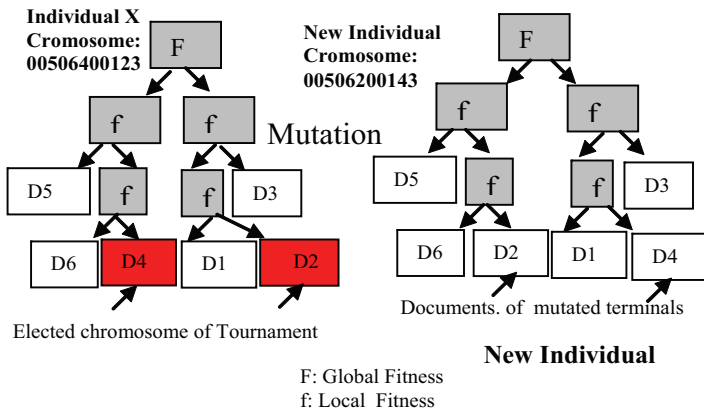 Individual X
Cromosome:
00506400123
F
f
f
D5
f
f
D3
D6
D4
D1
D2
Elected chromosome of Tournament
Mutation
New Individual
Cromosome:
00506200143
F
f
f
D5
f
f
D3
D6
D2
D1
D4
Documents. of mutated terminals
New Individual
F: Global Fitness
f: Local Fitness